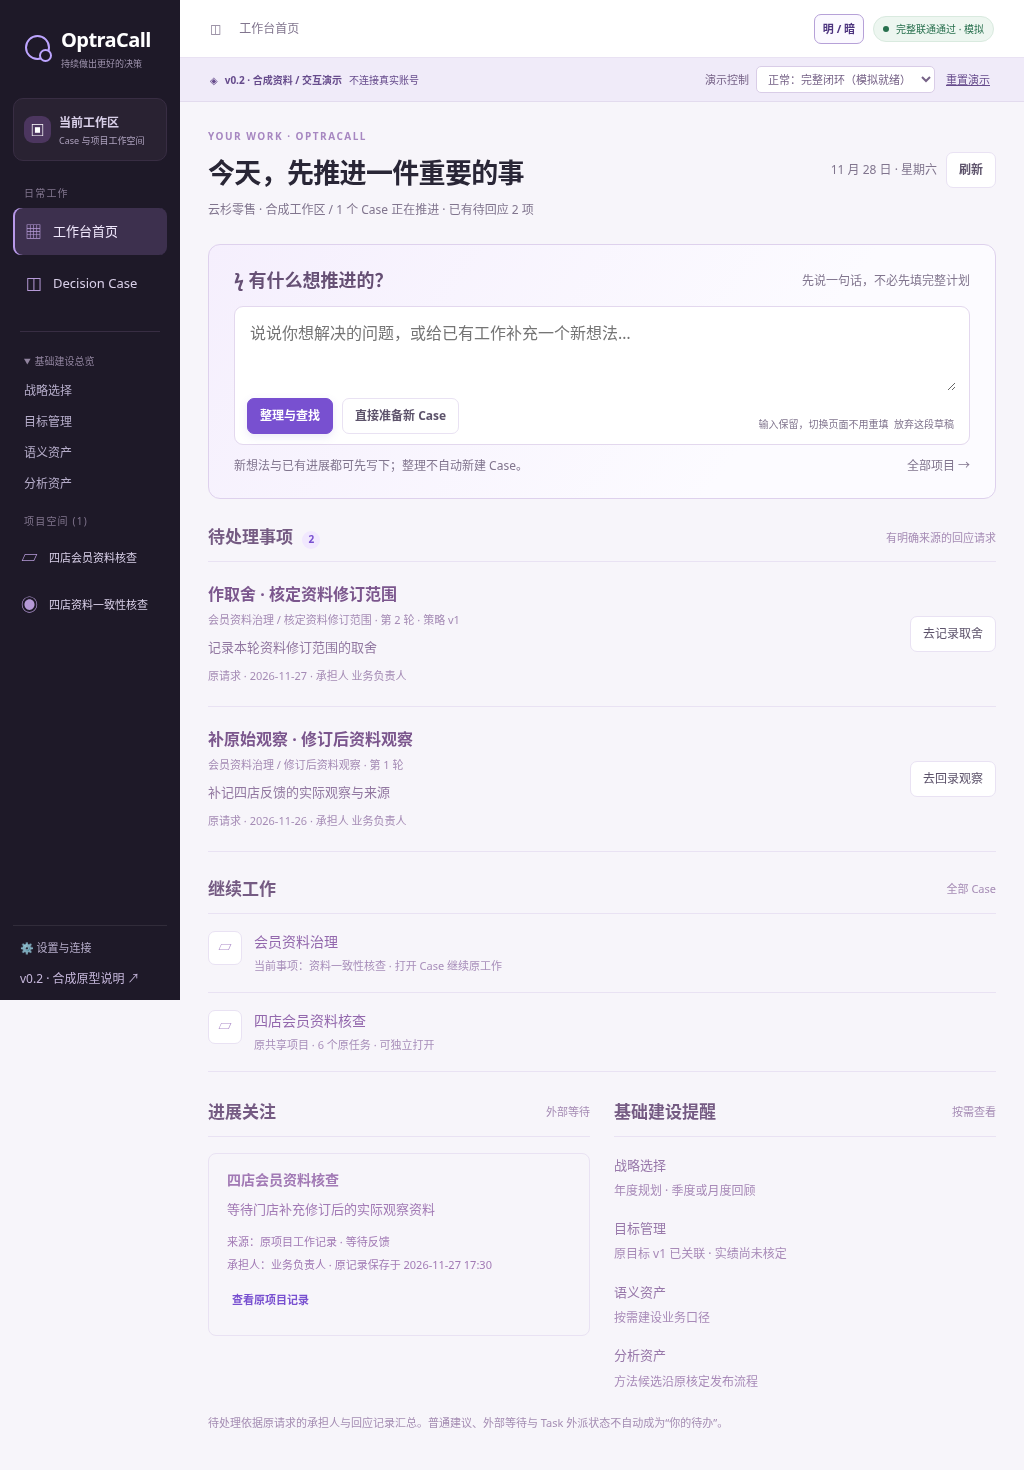 OptraCall
持续做出更好的决策
当前工作区
Case 与项目工作空间
日常工作
工作台首页
Decision Case
▼ 基础建设总览
战略选择
目标管理
语义资产
分析资产
项目空间 (1)
四店会员资料核查
四店资料一致性核查
设置与连接
v0.2 · 合成原型说明 ↗
工作台首页
明 / 暗
完整联通通过 · 模拟
v0.2 · 合成资料 / 交互演示 不连接真实账号
演示控制 正常：完整闭环（模拟就绪） 重置演示
YOUR WORK · OPTRACALL
今天，先推进一件重要的事
11 月 28 日 · 星期六 刷新
云杉零售 · 合成工作区 / 1 个 Case 正在推进 · 已有待回应 2 项
有什么想推进的？
先说一句话，不必先填完整计划
说说你想解决的问题，或给已有工作补充一个新想法...
整理与查找 直接准备新 Case
输入保留，切换页面不用重填 放弃这段草稿
新想法与已有进展都可先写下；整理不自动新建 Case。
全部项目 →
待处理事项 2
有明确来源的回应请求
作取舍 · 核定资料修订范围
会员资料治理 / 核定资料修订范围 · 第 2 轮 · 策略 v1
记录本轮资料修订范围的取舍
原请求 · 2026-11-27 · 承担人 业务负责人
去记录取舍
补原始观察 · 修订后资料观察
会员资料治理 / 修订后资料观察 · 第 1 轮
补记四店反馈的实际观察与来源
原请求 · 2026-11-26 · 承担人 业务负责人
去回录观察
继续工作
全部 Case
会员资料治理
当前事项：资料一致性核查 · 打开 Case 继续原工作
四店会员资料核查
原共享项目 · 6 个原任务 · 可独立打开
进展关注
外部等待
四店会员资料核查
等待门店补充修订后的实际观察资料
来源：原项目工作记录 · 等待反馈
承担人：业务负责人 · 原记录保存于 2026-11-27 17:30
查看原项目记录
基础建设提醒
按需查看
战略选择
年度规划 · 季度或月度回顾
目标管理
原目标 v1 已关联 · 实绩尚未核定
语义资产
按需建设业务口径
分析资产
方法候选沿原核定发布流程
待处理依据原请求的承担人与回应记录汇总。普通建议、外部等待与 Task 外派状态不自动成为“你的待办”。